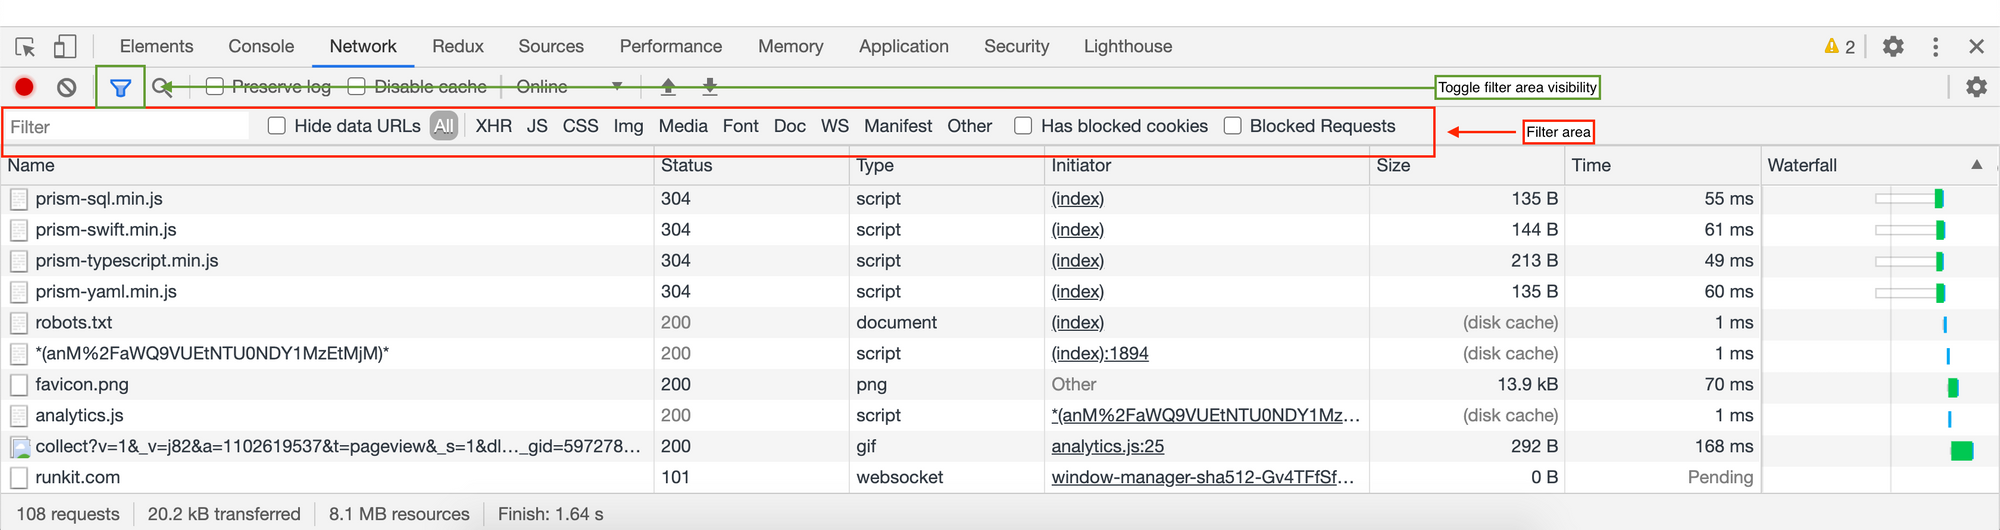 Elements Console Network Redux Sources Performance Memory Application Security Lighthouse 2
Preserve log Disable cache Online Toggle filter area visibility
Filter Hide data URLs All XHR JS CSS Img Media Font Doc WS Manifest Other Has blocked cookies Blocked Requests Filter area
Name Status Type Initiator Size Time Waterfall
prism-sql.min.js 304 script (index) 135 B 55 ms
prism-swift.min.js 304 script (index) 144 B 61 ms
prism-typescript.min.js 304 script (index) 213 B 49 ms
prism-yaml.min.js 304 script (index) 135 B 60 ms
robots.txt 200 document (index) (disk cache) 1 ms
*(anM%2FaWQ9VUEtNTU0NDY1MzEtMjM)* 200 script (index):1894 (disk cache) 1 ms
favicon.png 200 png Other 13.9 kB 70 ms
analytics.js 200 script *(anM%2FaWQ9VUEtNTU0NDY1Mz… (disk cache) 1 ms
collect?v=1&_v=j82&a=1102619537&t=pageview&_s=1&dl…_gid=597278… 200 gif analytics.js:25 292 B 168 ms
runkit.com 101 websocket window-manager-sha512-Gv4TFfSf… 0 B Pending
108 requests 20.2 kB transferred 8.1 MB resources Finish: 1.64 s